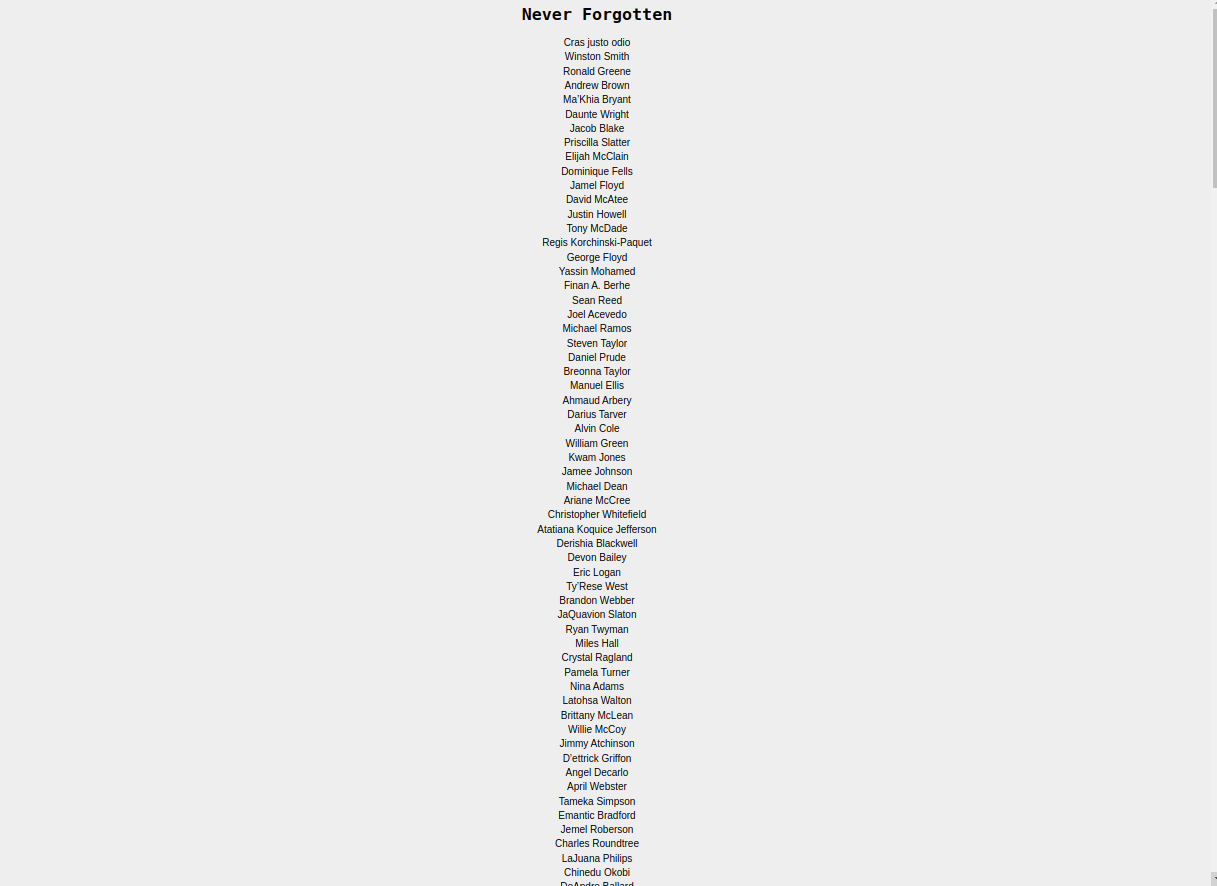 Never Forgotten
Cras justo odio
Winston Smith
Ronald Greene
Andrew Brown
Ma'Khia Bryant
Daunte Wright
Jacob Blake
Priscilla Slatter
Elijah McClain
Dominique Fells
Jamel Floyd
David McAtee
Justin Howell
Tony McDade
Regis Korchinski-Paquet
George Floyd
Yassin Mohamed
Finan A. Berhe
Sean Reed
Joel Acevedo
Michael Ramos
Steven Taylor
Daniel Prude
Breonna Taylor
Manuel Ellis
Ahmaud Arbery
Darius Tarver
Alvin Cole
William Green
Kwam Jones
Jamee Johnson
Michael Dean
Ariane McCree
Christopher Whitefield
Atatiana Koquice Jefferson
Derishia Blackwell
Devon Bailey
Eric Logan
Ty'Rese West
Brandon Webber
JaQuavion Slaton
Ryan Twyman
Miles Hall
Crystal Ragland
Pamela Turner
Nina Adams
Latohsa Walton
Brittany McLean
Willie McCoy
Jimmy Atchinson
D'ettrick Griffon
Angel Decarlo
April Webster
Tameka Simpson
Emantic Bradford
Jemel Roberson
Charles Roundtree
LaJuana Philips
Chinedu Okobi
DeAndre Ballard